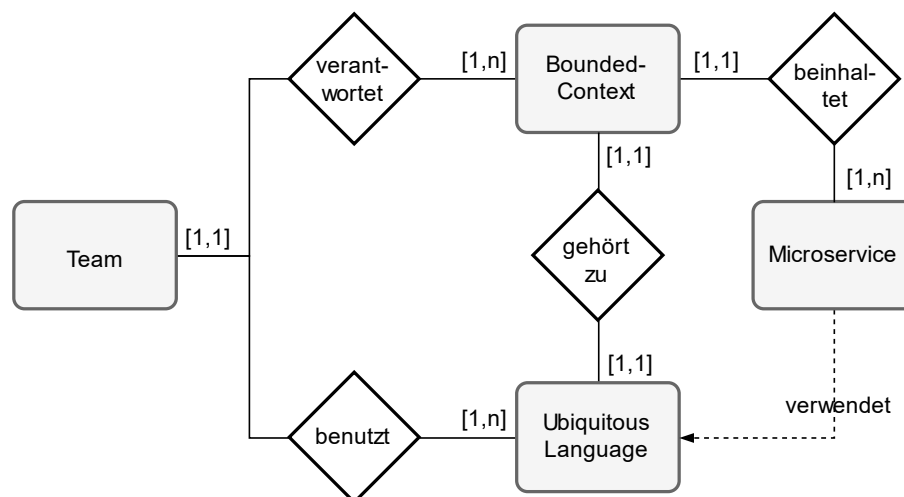 verant-
wortet
[1,n]
Bounded-
Context
[1,1]
beinhal-
tet
[1,1]
[1,n]
Team
[1,1]
gehört
zu
Microservice
[1,1]
verwendet
benutzt
[1,n]
Ubiquitous
Language